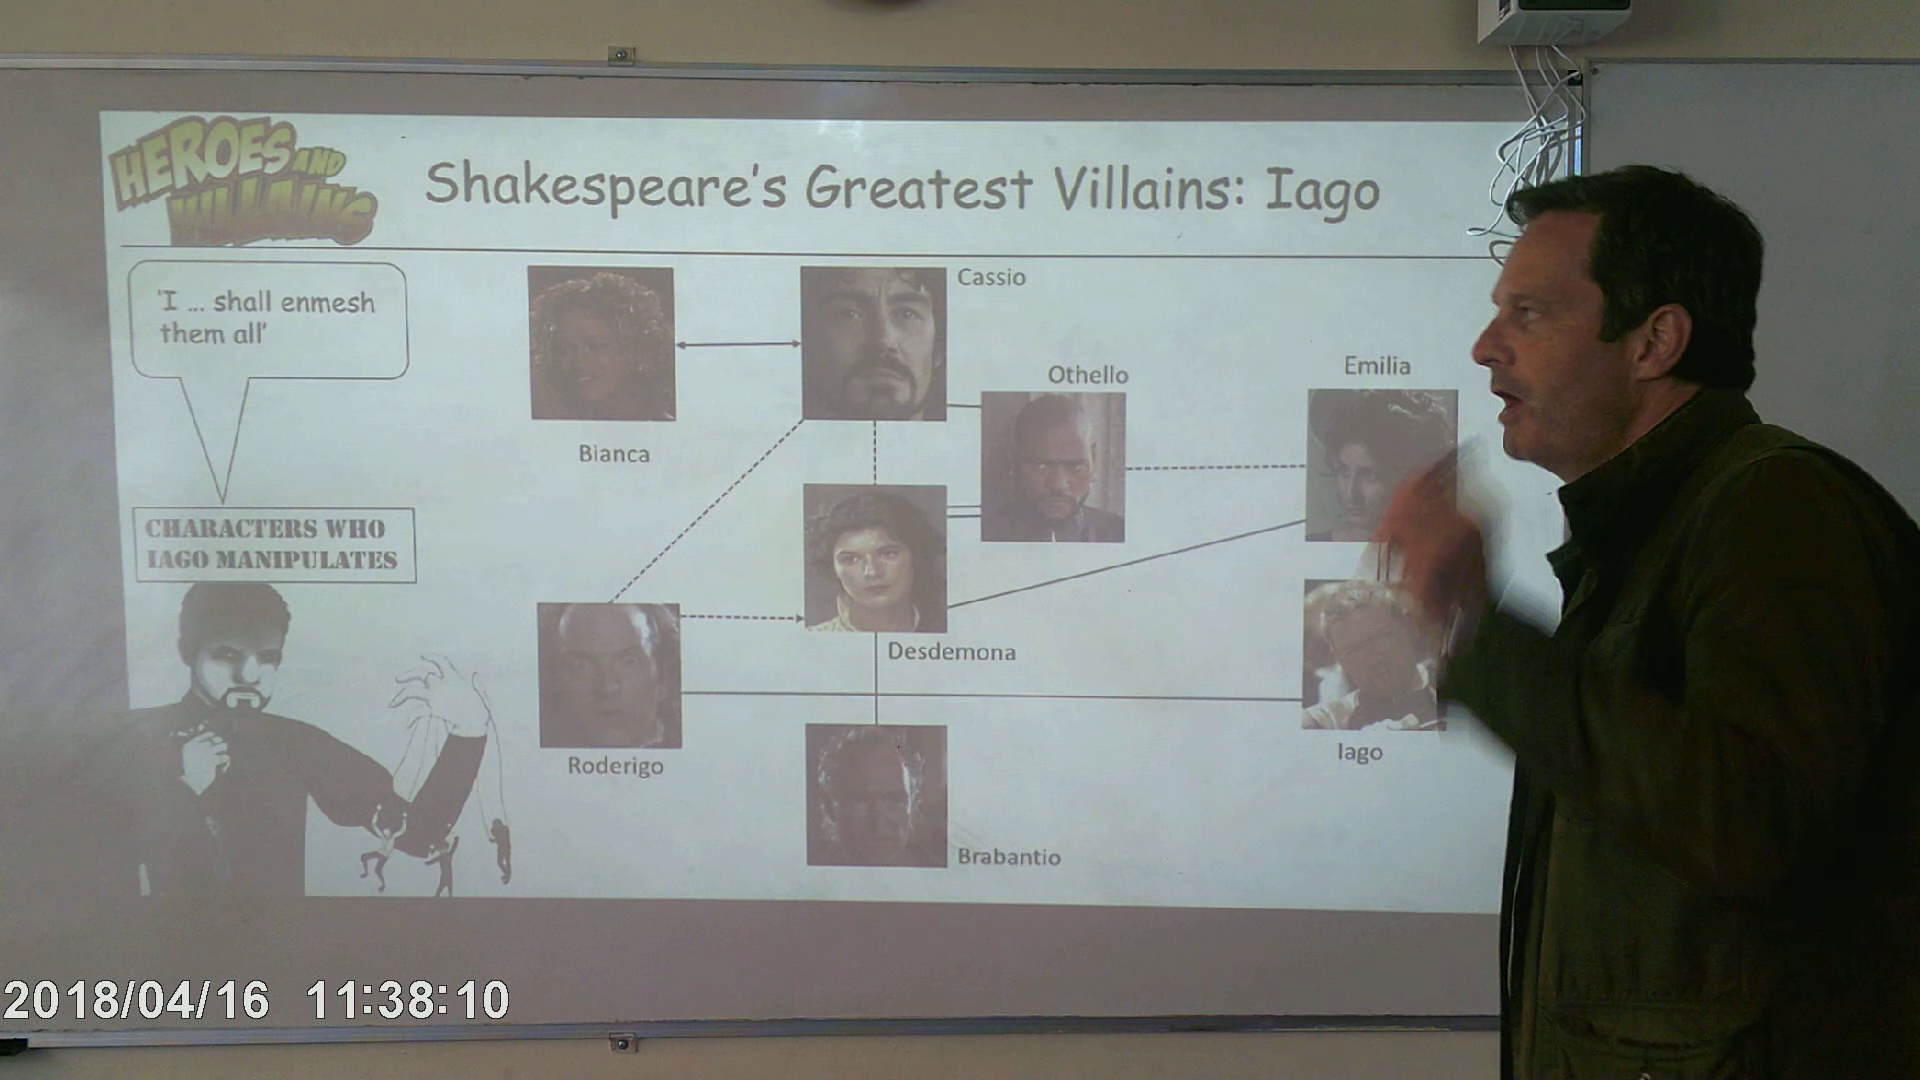 HEROES AND
VILLAINS
Shakespeare's Greatest Villains: Iago
'I ... shall enmesh
them all'
CHARACTERS WHO
IAGO MANIPULATES
Cassio
Othello
Emilia
Bianca
Desdemona
Roderigo
Iago
Brabantio
2018/04/16 11:38:10